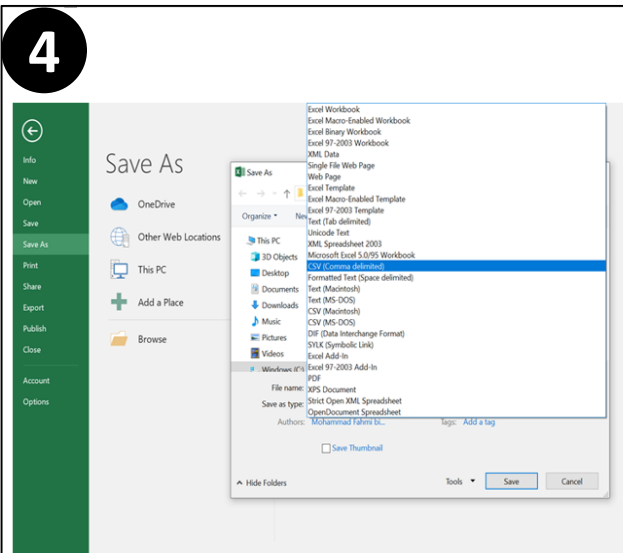 4
Info
New
Open
Save
Save As
Print
Share
Export
Publish
Close
Account
Options
Save As
OneDrive
Other Web Locations
This PC
Add a Place
Browse
Save As
Organize
This PC
3D Objects
Desktop
Documents
Downloads
Music
Pictures
Videos
File name:
Save as type:
Excel Workbook
Excel Macro-Enabled Workbook
Excel Binary Workbook
Excel 97-2003 Workbook
XML Data
Single File Web Page
Web Page
Excel Template
Excel Macro-Enabled Template
Excel 97-2003 Template
Text (Tab delimited)
Unicode Text
XML Spreadsheet 2003
Microsoft Excel 5.0/95 Workbook
CSV (Comma delimited)
Formatted Text (Space delimited)
Text (Macintosh)
Text (MS-DOS)
CSV (Macintosh)
CSV (MS-DOS)
DIF (Data Interchange Format)
SYLK (Symbolic Link)
Excel Add-In
Excel 97-2003 Add-In
PDF
XPS Document
Strict Open XML Spreadsheet
OpenDocument Spreadsheet
Authors: Mohammad Fahmi bi... Tags: Add a tag
Save Thumbnail
Hide Folders Tools Save Cancel